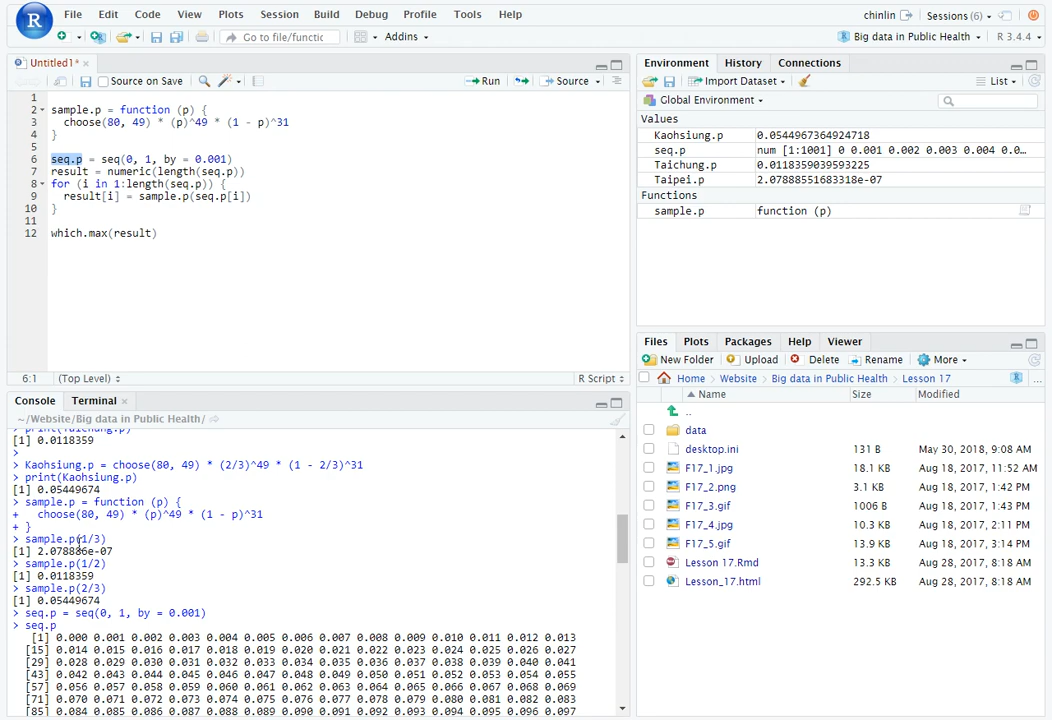 File Edit Code View Plots Session Build Debug Profile Tools Help
chinlin Sessions (6)
Go to file/functic Addins
Big data in Public Health R 3.4.4
Untitled1*
Source on Save Run Source
1
2 sample.p = function (p) {
3 choose(80, 49) * (p)^49 * (1 - p)^31
4 }
5
6 seq.p = seq(0, 1, by = 0.001)
7 result = numeric(length(seq.p))
8 for (i in 1:length(seq.p)) {
9 result[i] = sample.p(seq.p[i])
10 }
11
12 which.max(result)
6:1 (Top Level) R Script
Console Terminal
~/Website/Big data in Public Health/
> print(Taichung.p)
[1] 0.0118359
>
> Kaohsiung.p = choose(80, 49) * (2/3)^49 * (1 - 2/3)^31
> print(Kaohsiung.p)
[1] 0.05449674
> sample.p = function (p) {
+ choose(80, 49) * (p)^49 * (1 - p)^31
+ }
> sample.p(1/3)
[1] 2.078886e-07
> sample.p(1/2)
[1] 0.0118359
> sample.p(2/3)
[1] 0.05449674
> seq.p = seq(0, 1, by = 0.001)
> seq.p
[1] 0.000 0.001 0.002 0.003 0.004 0.005 0.006 0.007 0.008 0.009 0.010 0.011 0.012 0.013
[15] 0.014 0.015 0.016 0.017 0.018 0.019 0.020 0.021 0.022 0.023 0.024 0.025 0.026 0.027
[29] 0.028 0.029 0.030 0.031 0.032 0.033 0.034 0.035 0.036 0.037 0.038 0.039 0.040 0.041
[43] 0.042 0.043 0.044 0.045 0.046 0.047 0.048 0.049 0.050 0.051 0.052 0.053 0.054 0.055
[57] 0.056 0.057 0.058 0.059 0.060 0.061 0.062 0.063 0.064 0.065 0.066 0.067 0.068 0.069
[71] 0.070 0.071 0.072 0.073 0.074 0.075 0.076 0.077 0.078 0.079 0.080 0.081 0.082 0.083
[85] 0.084 0.085 0.086 0.087 0.088 0.089 0.090 0.091 0.092 0.093 0.094 0.095 0.096 0.097
Environment History Connections
Import Dataset List
Global Environment
Values
Kaohsiung.p 0.0544967364924718
seq.p num [1:1001] 0 0.001 0.002 0.003 0.004 0.0…
Taichung.p 0.0118359039593225
Taipei.p 2.07888551683318e-07
Functions
sample.p function (p)
Files Plots Packages Help Viewer
New Folder Upload Delete Rename More
Home Website Big data in Public Health Lesson 17 ...
Name Size Modified
..
data
desktop.ini 131 B May 30, 2018, 9:08 AM
F17_1.jpg 18.1 KB Aug 18, 2017, 11:52 AM
F17_2.png 3.1 KB Aug 18, 2017, 1:42 PM
F17_3.gif 1006 B Aug 18, 2017, 1:43 PM
F17_4.jpg 10.3 KB Aug 18, 2017, 2:11 PM
F17_5.gif 13.9 KB Aug 18, 2017, 3:14 PM
Lesson 17.Rmd 13.3 KB Aug 28, 2017, 8:18 AM
Lesson_17.html 292.5 KB Aug 28, 2017, 8:18 AM